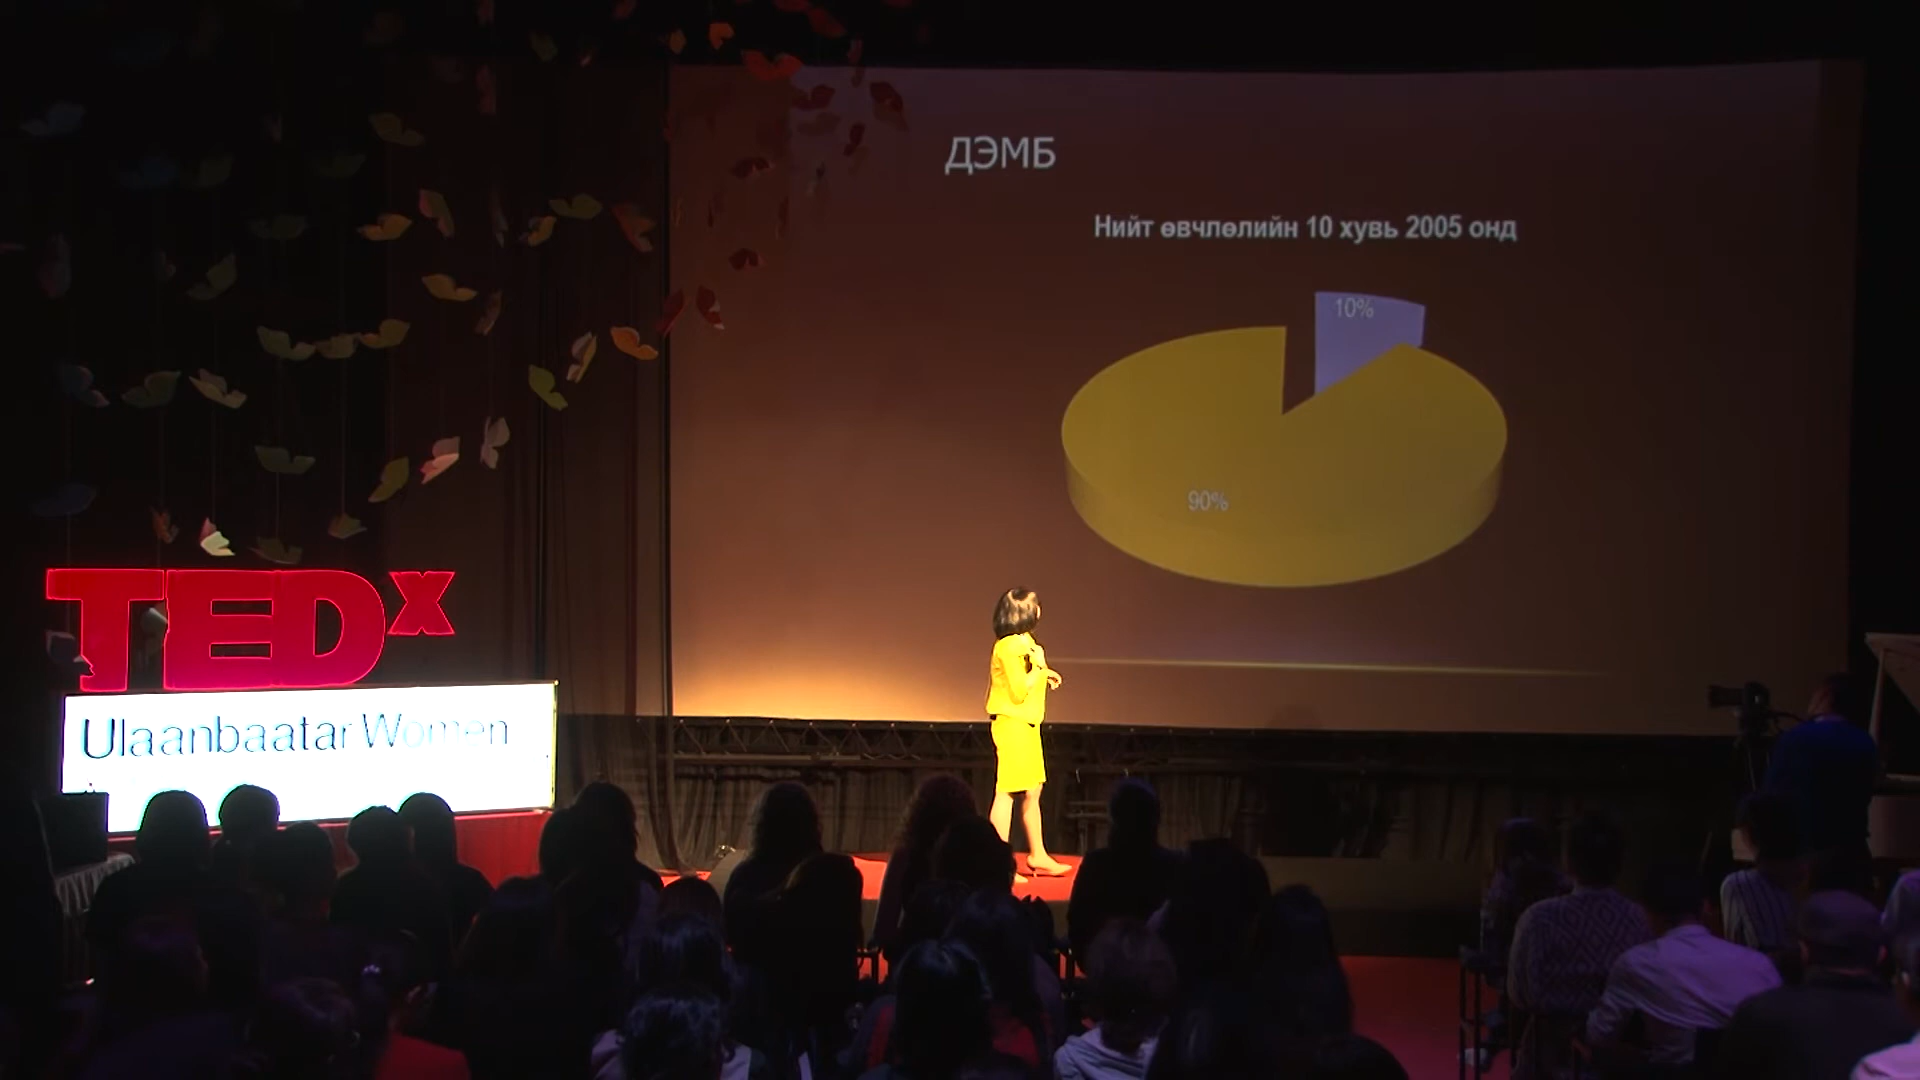 ДЭМБ
Нийт өвчлөлийн 10 хувь 2005 онд
10%
90%
TEDx
Ulaanbaatar Women